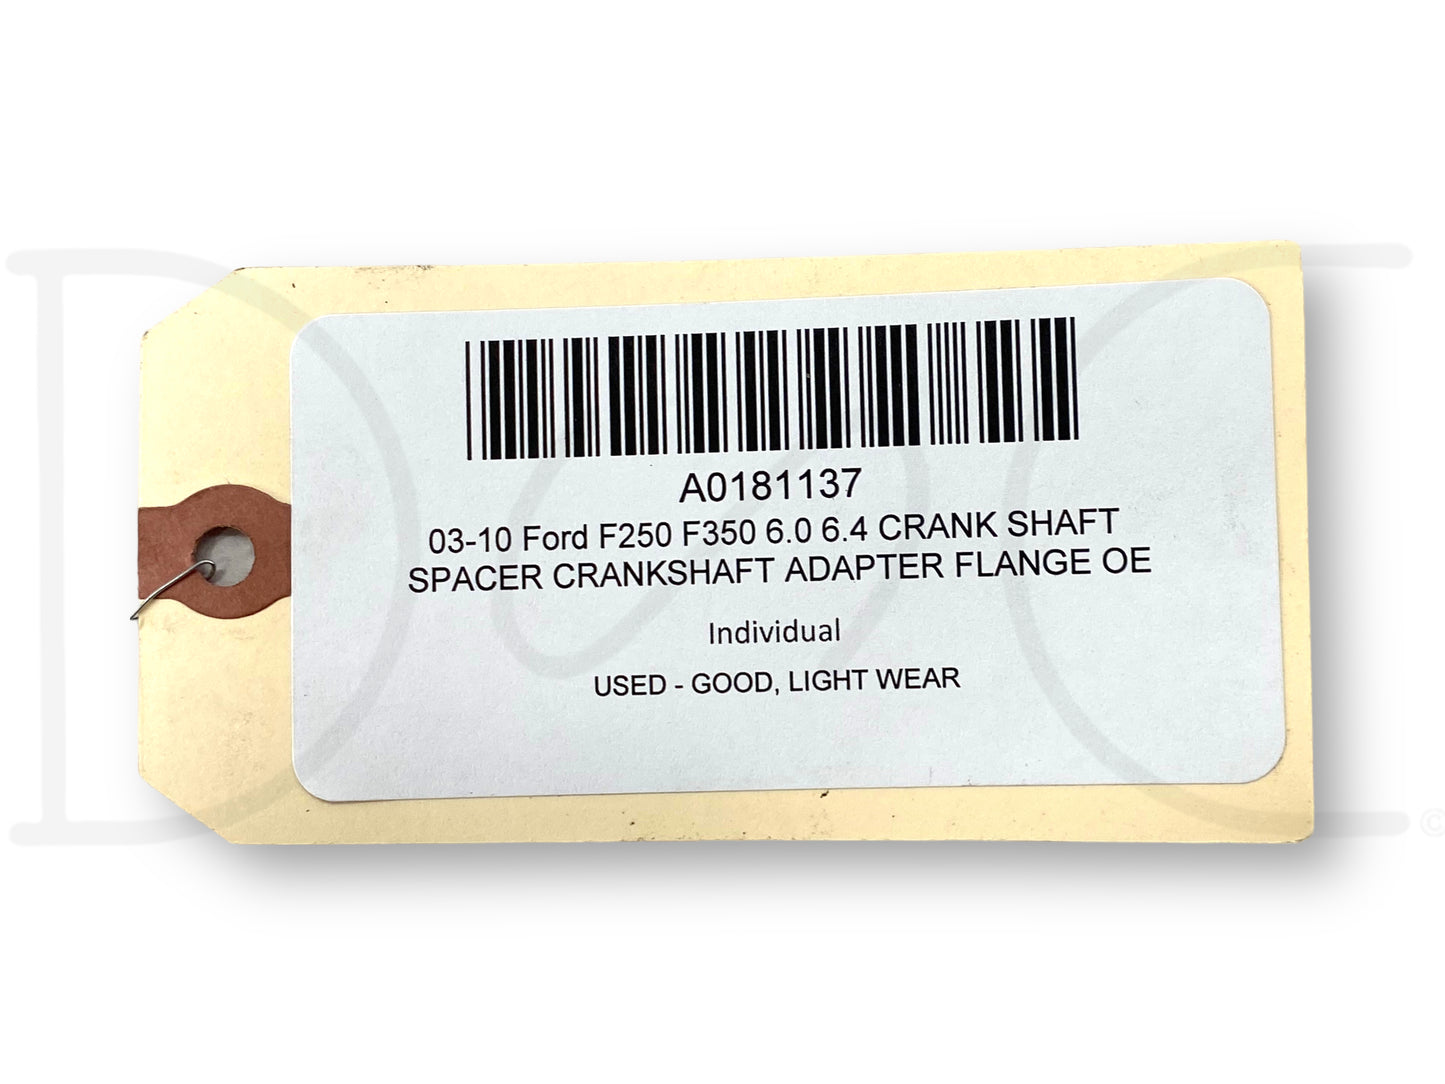 A0181137
03-10 Ford F250 F350 6.0 6.4 CRANK SHAFT
SPACER CRANKSHAFT ADAPTER FLANGE OE
Individual
USED - GOOD, LIGHT WEAR
D C
©